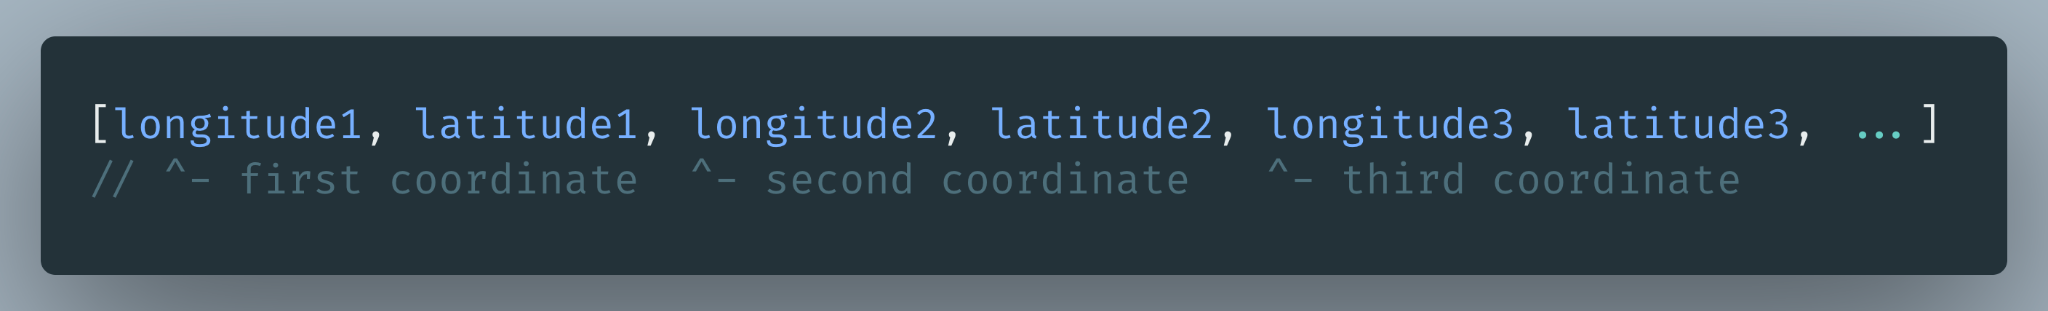 [longitude1, latitude1, longitude2, latitude2, longitude3, latitude3, ...]
// ^- first coordinate  ^- second coordinate   ^- third coordinate